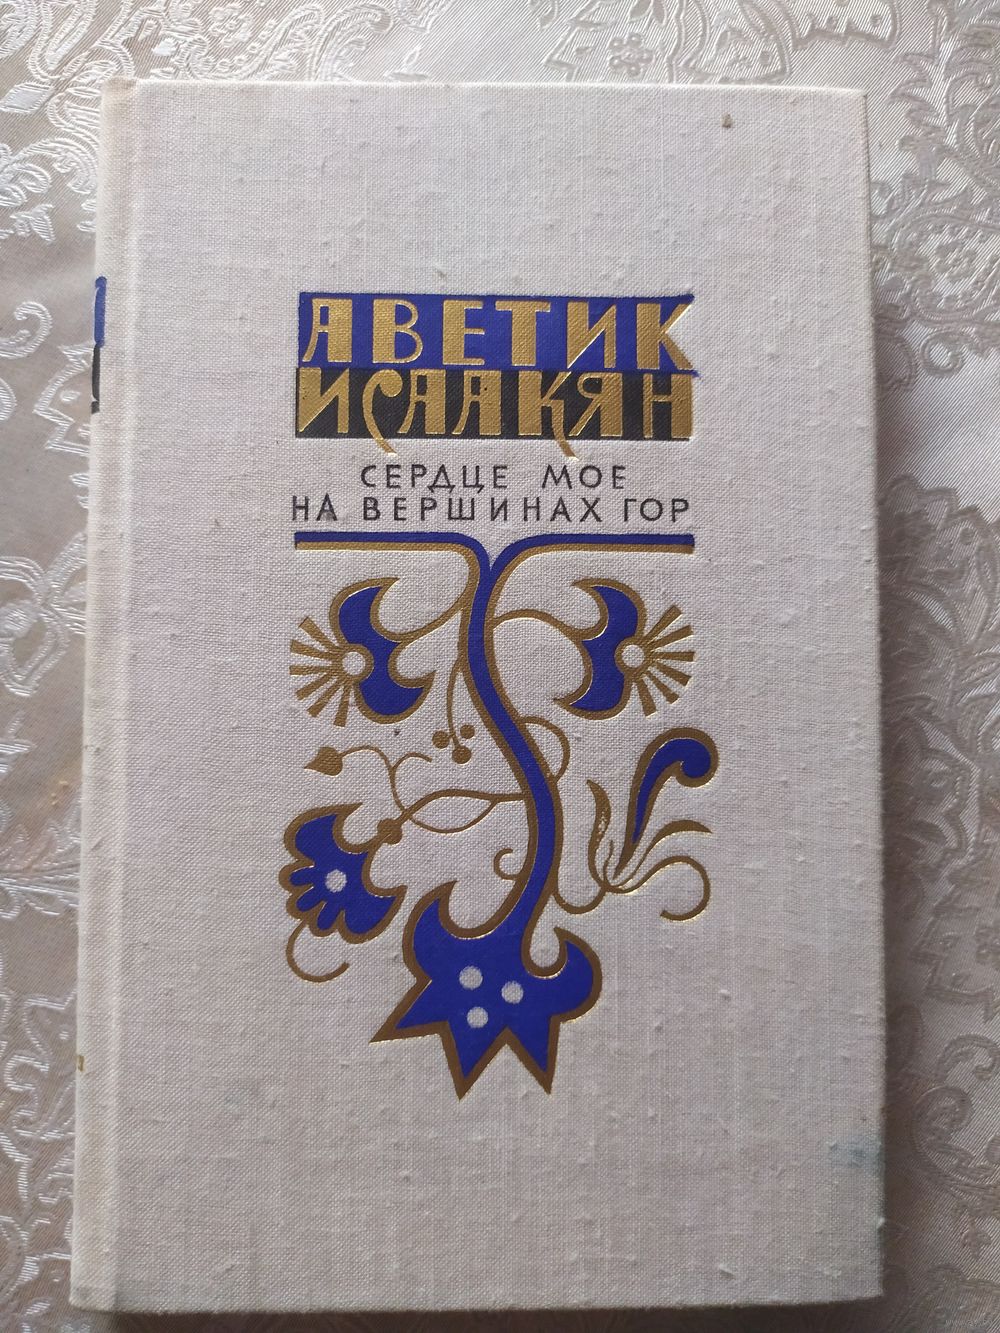 АВЕТИК
ИСААКЯН
СЕРДЦЕ МОЕ
НА ВЕРШИНАХ ГОР